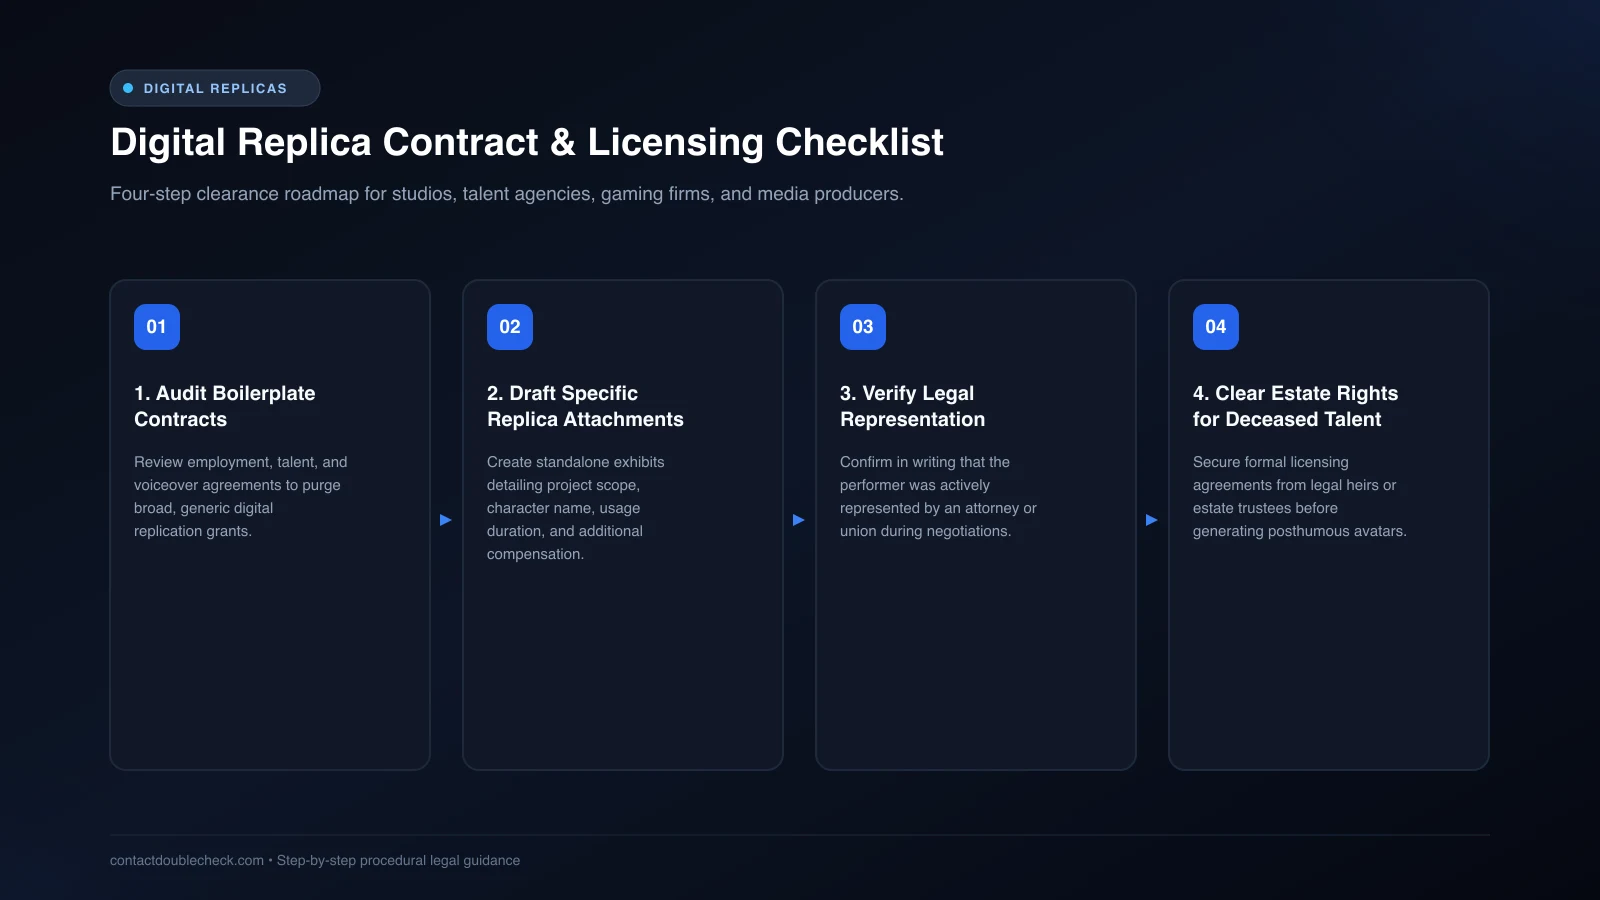 DIGITAL REPLICAS
Digital Replica Contract & Licensing Checklist
Four-step clearance roadmap for studios, talent agencies, gaming firms, and media producers.
01
1. Audit Boilerplate
Contracts
Review employment, talent, and
voiceover agreements to purge
broad, generic digital
replication grants.
02
2. Draft Specific
Replica Attachments
Create standalone exhibits
detailing project scope,
character name, usage
duration, and additional
compensation.
03
3. Verify Legal
Representation
Confirm in writing that the
performer was actively
represented by an attorney or
union during negotiations.
04
4. Clear Estate Rights
for Deceased Talent
Secure formal licensing
agreements from legal heirs or
estate trustees before
generating posthumous avatars.
contactdoublecheck.com • Step-by-step procedural legal guidance